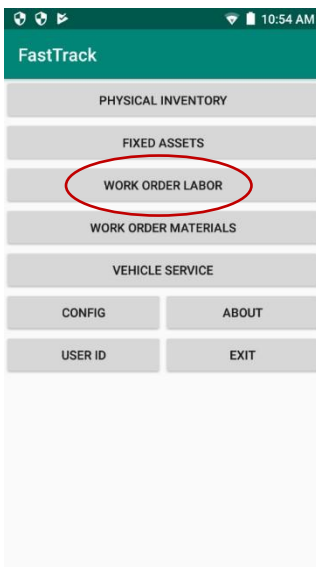 10:54 AM
FastTrack
PHYSICAL INVENTORY
FIXED ASSETS
WORK ORDER LABOR
WORK ORDER MATERIALS
VEHICLE SERVICE
CONFIG ABOUT
USER ID EXIT